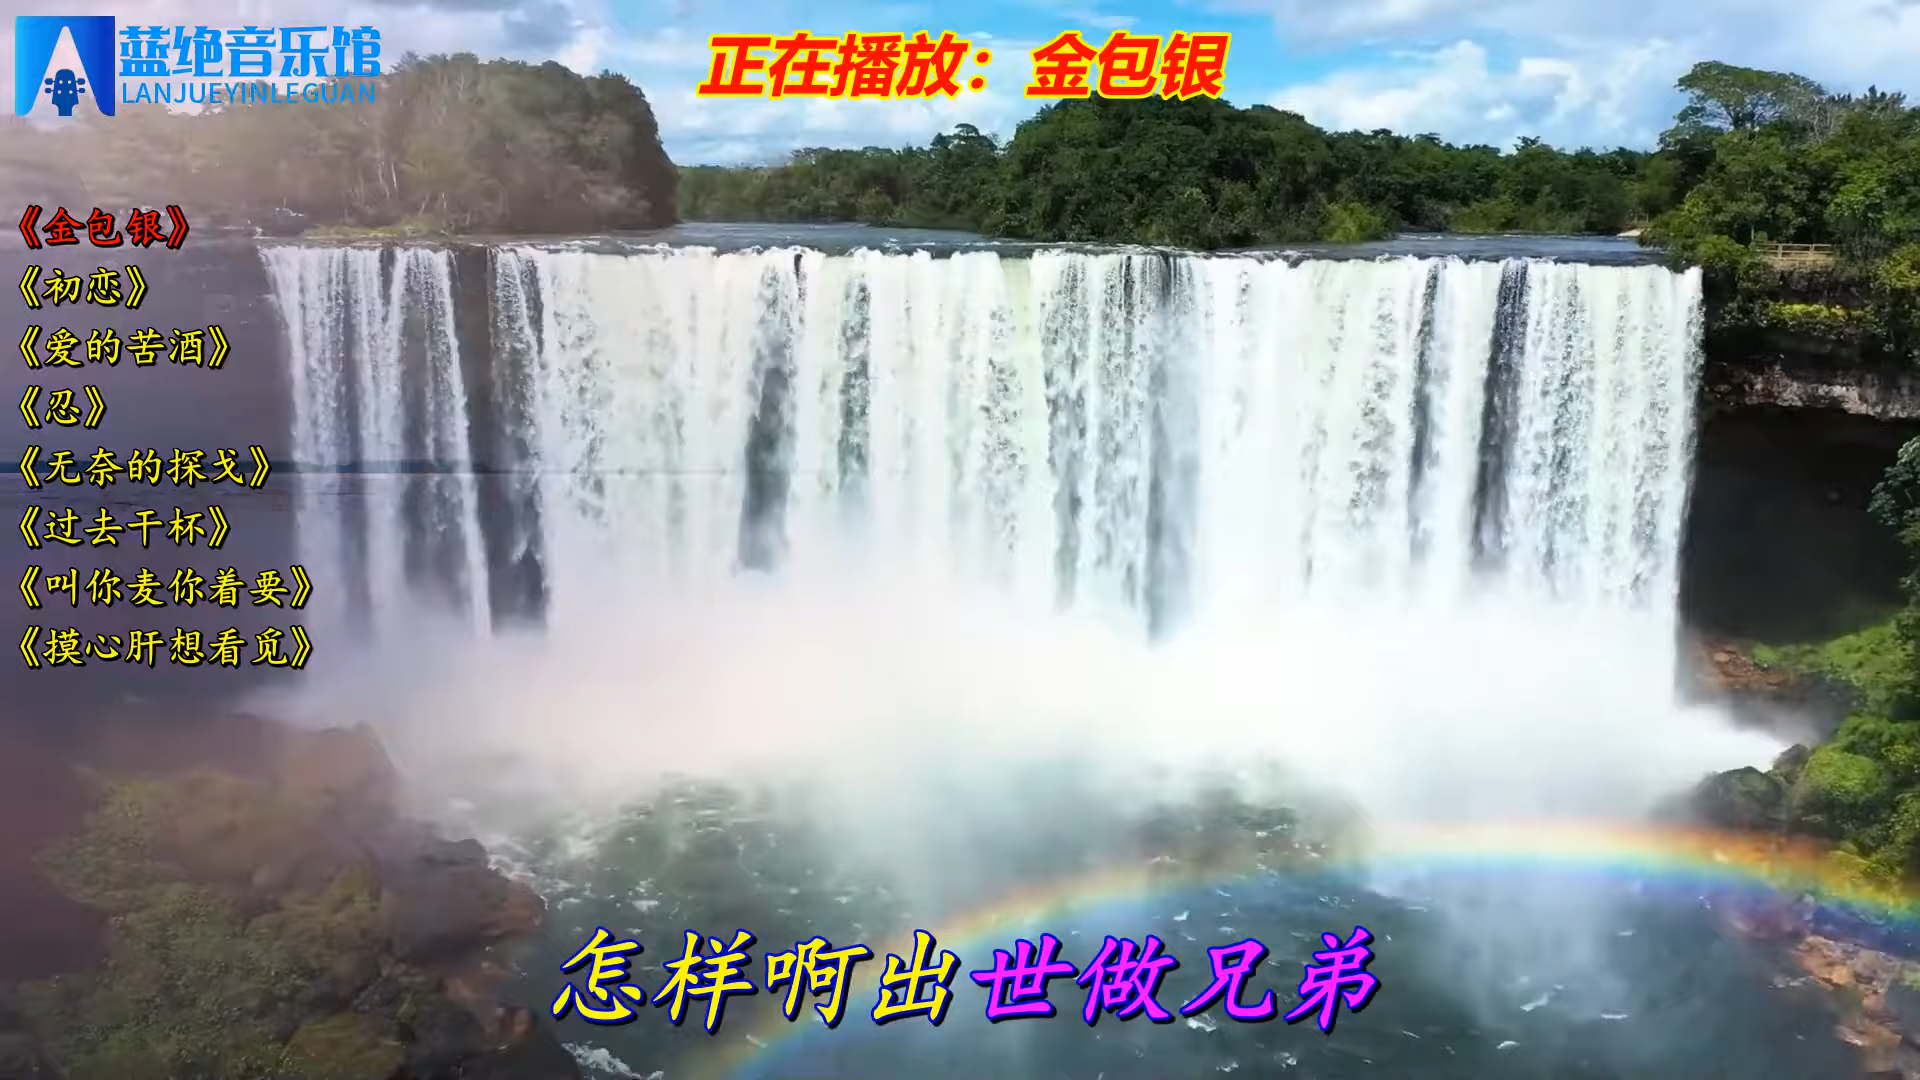 蓝绝音乐馆
LANJUEYINLEGUAN
正在播放：金包银
《金包银》
《初恋》
《爱的苦酒》
《忍》
《无奈的探戈》
《过去干杯》
《叫你麦你着要》
《摸心肝想看觅》
怎样啊出世做兄弟